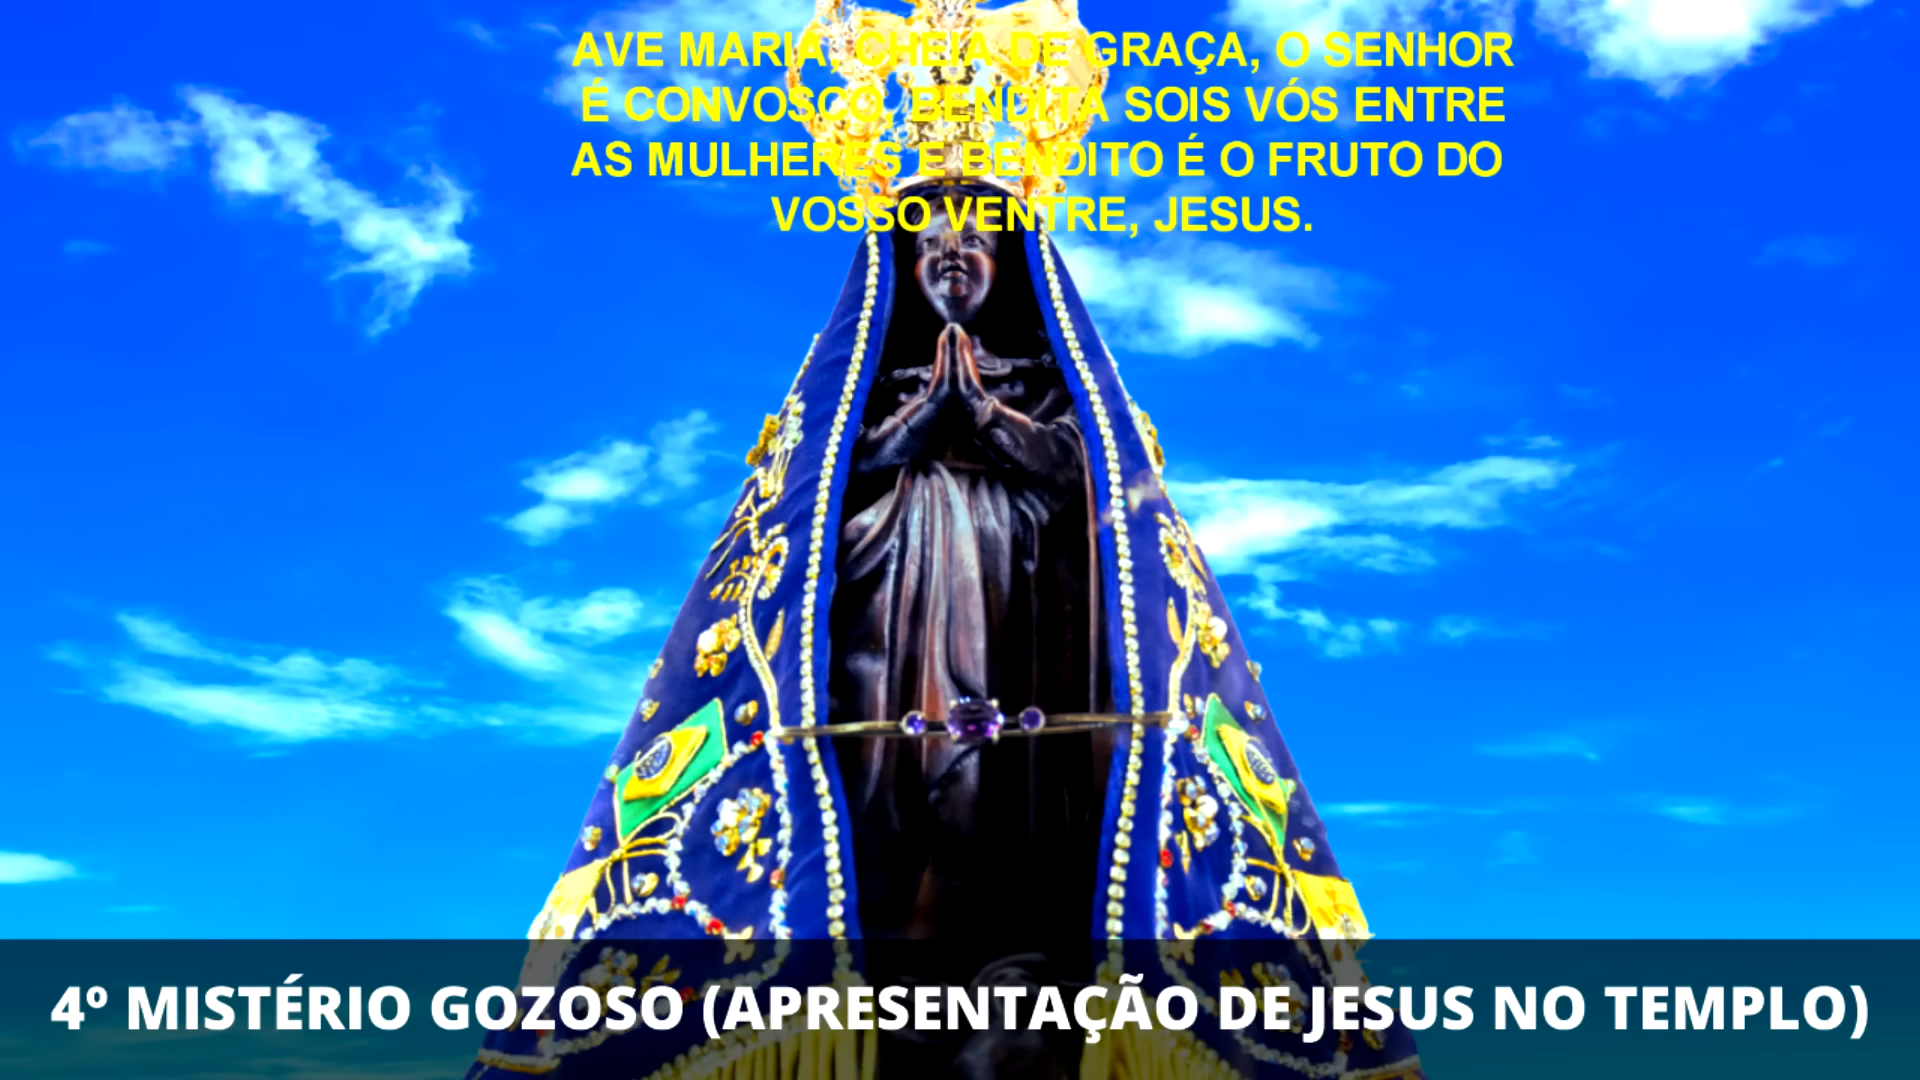 AVE MARIA, CHEIA DE GRAÇA, O SENHOR
É CONVOSCO, BENDITA SOIS VÓS ENTRE
AS MULHERES E BENDITO É O FRUTO DO
VOSSO VENTRE, JESUS.
4º MISTÉRIO GOZOSO (APRESENTAÇÃO DE JESUS NO TEMPLO)